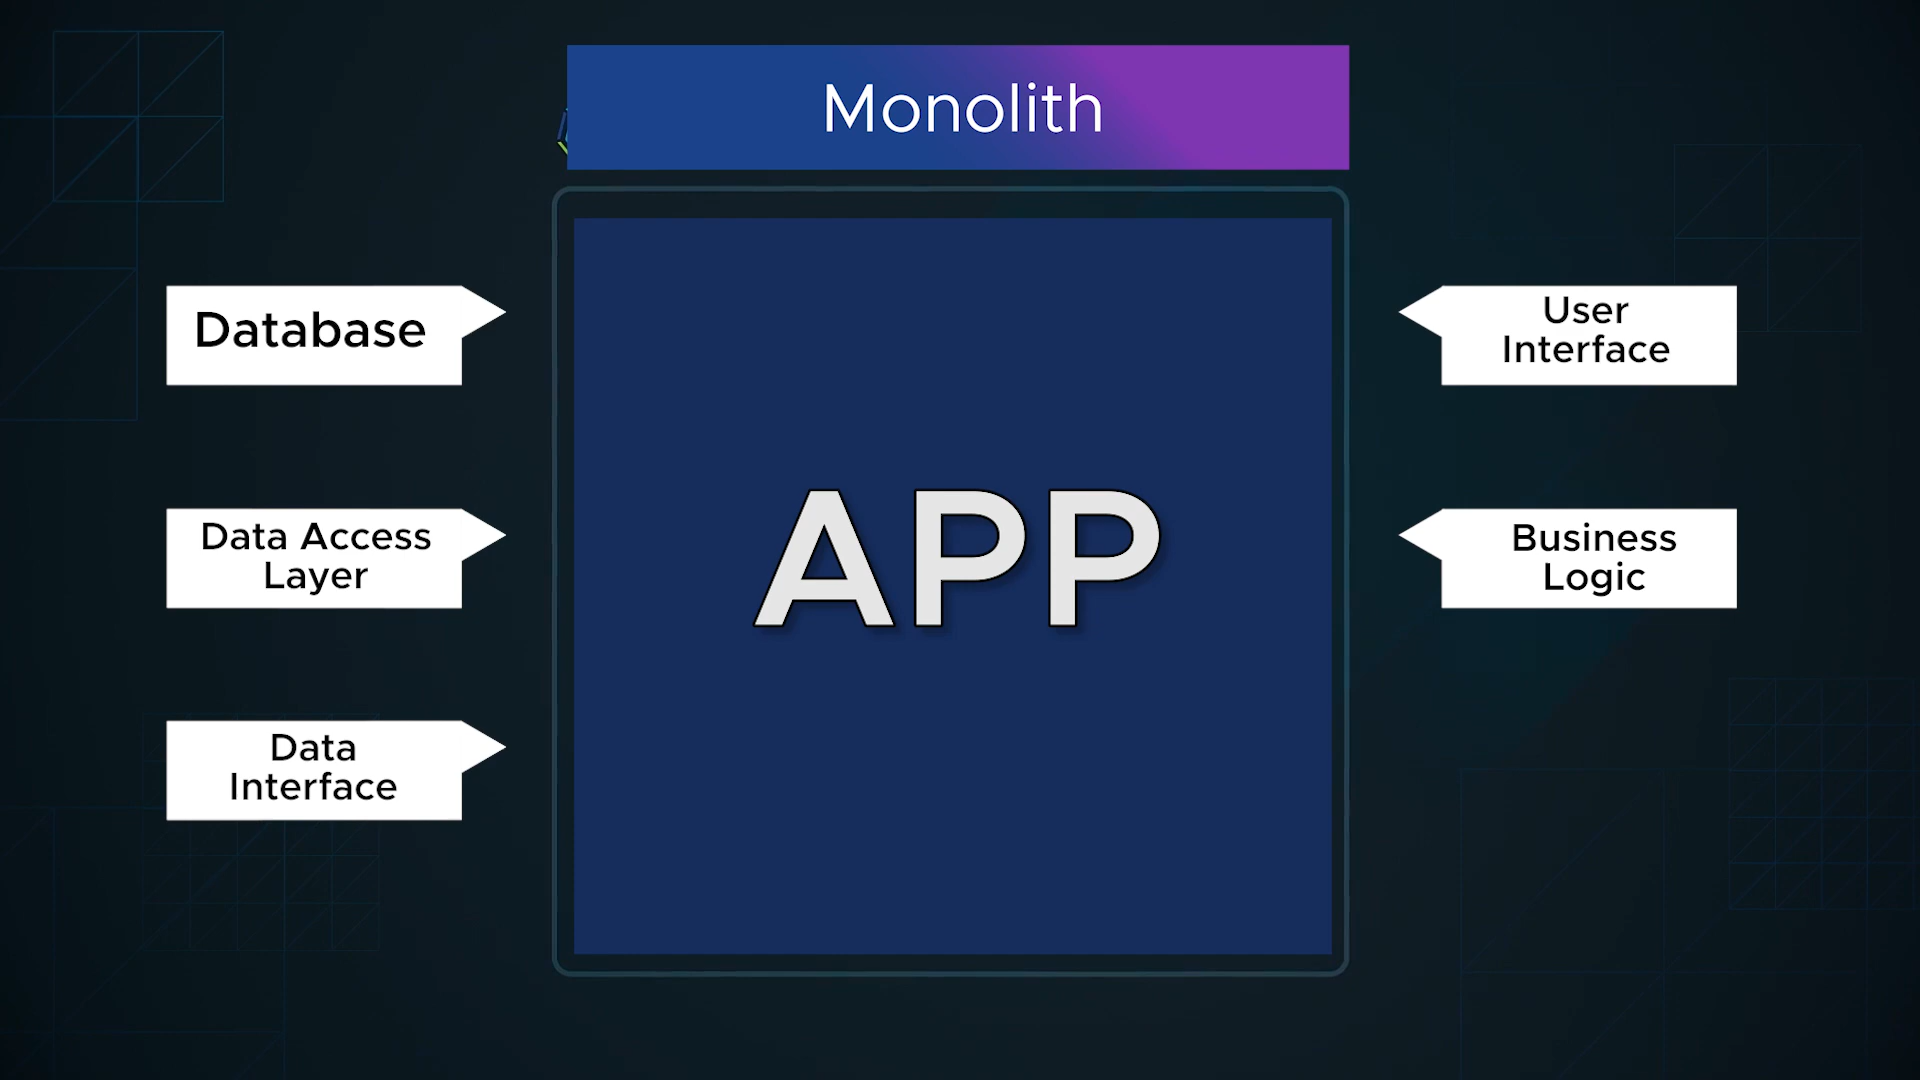 Monolith
Database
Data Access
Layer
Data
Interface
APP
User
Interface
Business
Logic